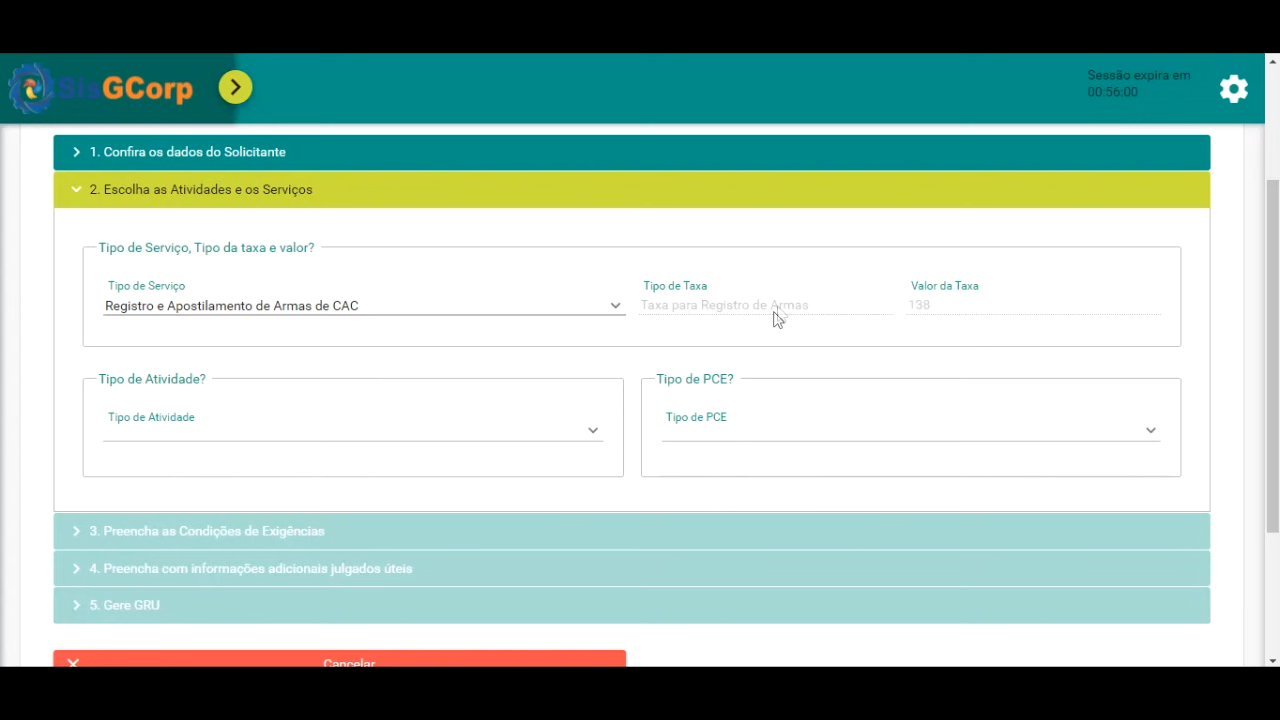 SisGCorp
Sessão expira em
00:56:00
1. Confira os dados do Solicitante
2. Escolha as Atividades e os Serviços
Tipo de Serviço, Tipo da taxa e valor?
Tipo de Serviço
Tipo de Taxa
Valor da Taxa
Registro e Apostilamento de Armas de CAC
Taxa para Registro de Armas
138
Tipo de Atividade?
Tipo de PCE?
Tipo de Atividade
Tipo de PCE
3. Preencha as Condições de Exigências
4. Preencha com informações adicionais julgados úteis
5. Gere GRU
Cancelar